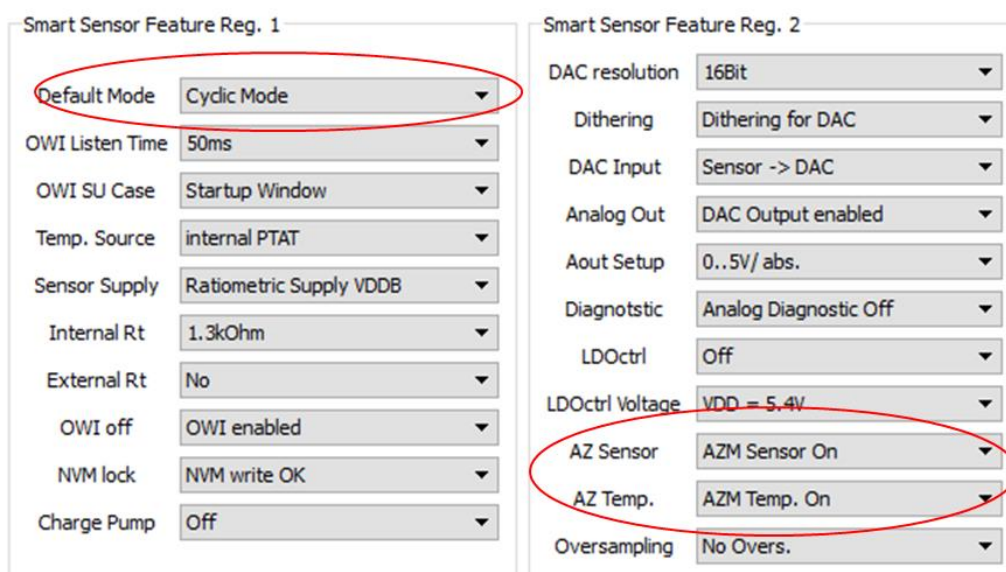 Smart Sensor Feature Reg. 1
Default Mode Cyclic Mode
OWI Listen Time 50ms
OWI SU Case Startup Window
Temp. Source internal PTAT
Sensor Supply Ratiometric Supply VDDB
Internal Rt 1.3kOhm
External Rt No
OWI off OWI enabled
NVM lock NVM write OK
Charge Pump Off
Smart Sensor Feature Reg. 2
DAC resolution 16Bit
Dithering Dithering for DAC
DAC Input Sensor -> DAC
Analog Out DAC Output enabled
Aout Setup 0..5V/ abs.
Diagnotstic Analog Diagnostic Off
LDOctrl Off
LDOctrl Voltage VDD = 5.4V
AZ Sensor AZM Sensor On
AZ Temp. AZM Temp. On
Oversampling No Overs.